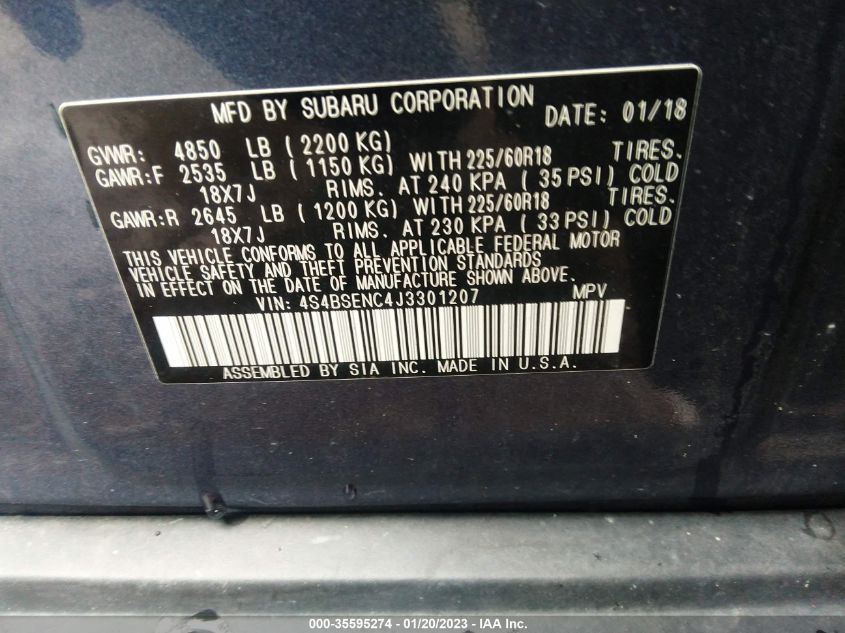 MFD BY SUBARU CORPORATION DATE: 01/18
GVWR: 4850 LB ( 2200 KG)
GAWR:F 2535 LB ( 1150 KG) WITH 225/60R18 TIRES.
18X7J RIMS. AT 240 KPA ( 35 PSI) COLD
GAWR:R 2645 LB ( 1200 KG) WITH 225/60R18 TIRES.
18X7J RIMS. AT 230 KPA ( 33 PSI) COLD
THIS VEHICLE CONFORMS TO ALL APPLICABLE FEDERAL MOTOR
VEHICLE SAFETY AND THEFT PREVENTION STANDARDS
IN EFFECT ON THE DATE OF MANUFACTURE SHOWN ABOVE.
VIN: 4S4BSENC4J3301207 MPV
ASSEMBLED BY SIA INC. MADE IN U.S.A.
000-35595274 - 01/20/2023 - IAA Inc.